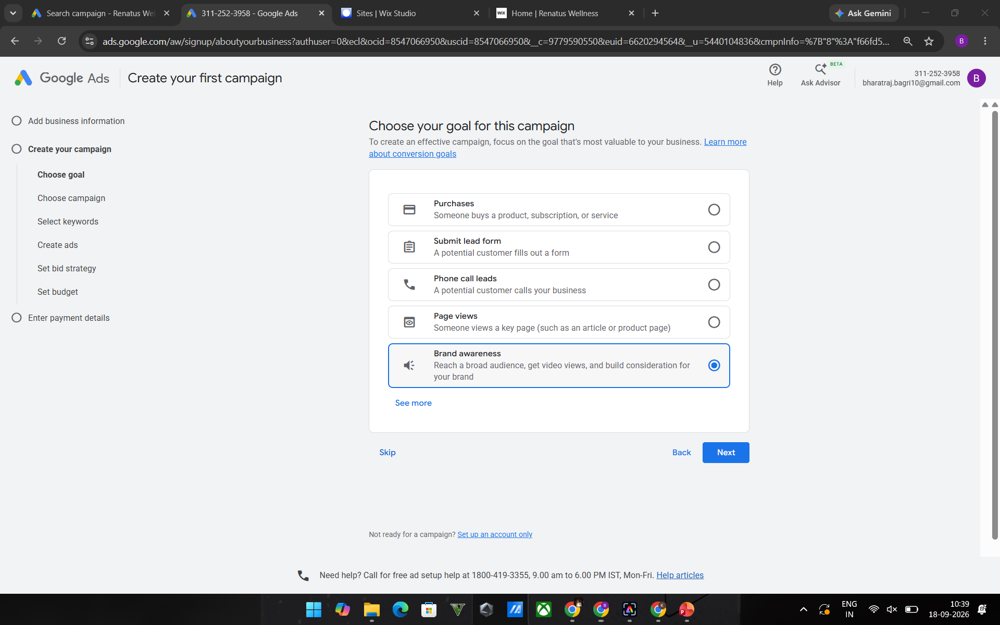 Search campaign - Renatus Wel
311-252-3958 - Google Ads
Sites | Wix Studio
WIX
Home | Renatus Wellness
Ask Gemini
ads.google.com/aw/signup/aboutyourbusiness?authuser=0&ecl&ocid=8547066950&uscid=8547066950&__c=9779590550&euid=6620294564&__u=5440104836&cmpnInfo=%7B"8"%3A"f66fd5...
B
Google Ads
Create your first campaign
Help
Ask Advisor
BETA
311-252-3958
bharatraj.bagri10@gmail.com
B
Add business information
Create your campaign
Choose goal
Choose campaign
Select keywords
Create ads
Set bid strategy
Set budget
Enter payment details
Choose your goal for this campaign
To create an effective campaign, focus on the goal that's most valuable to your business. Learn more
about conversion goals
Purchases
Someone buys a product, subscription, or service
Submit lead form
A potential customer fills out a form
Phone call leads
A potential customer calls your business
Page views
Someone views a key page (such as an article or product page)
Brand awareness
Reach a broad audience, get video views, and build consideration for
your brand
See more
Skip
Back
Next
Not ready for a campaign? Set up an account only
Need help? Call for free ad setup help at 1800-419-3355, 9.00 am to 6.00 PM IST, Mon-Fri. Help articles
B
K
P
ENG
IN
10:39
18-09-2026